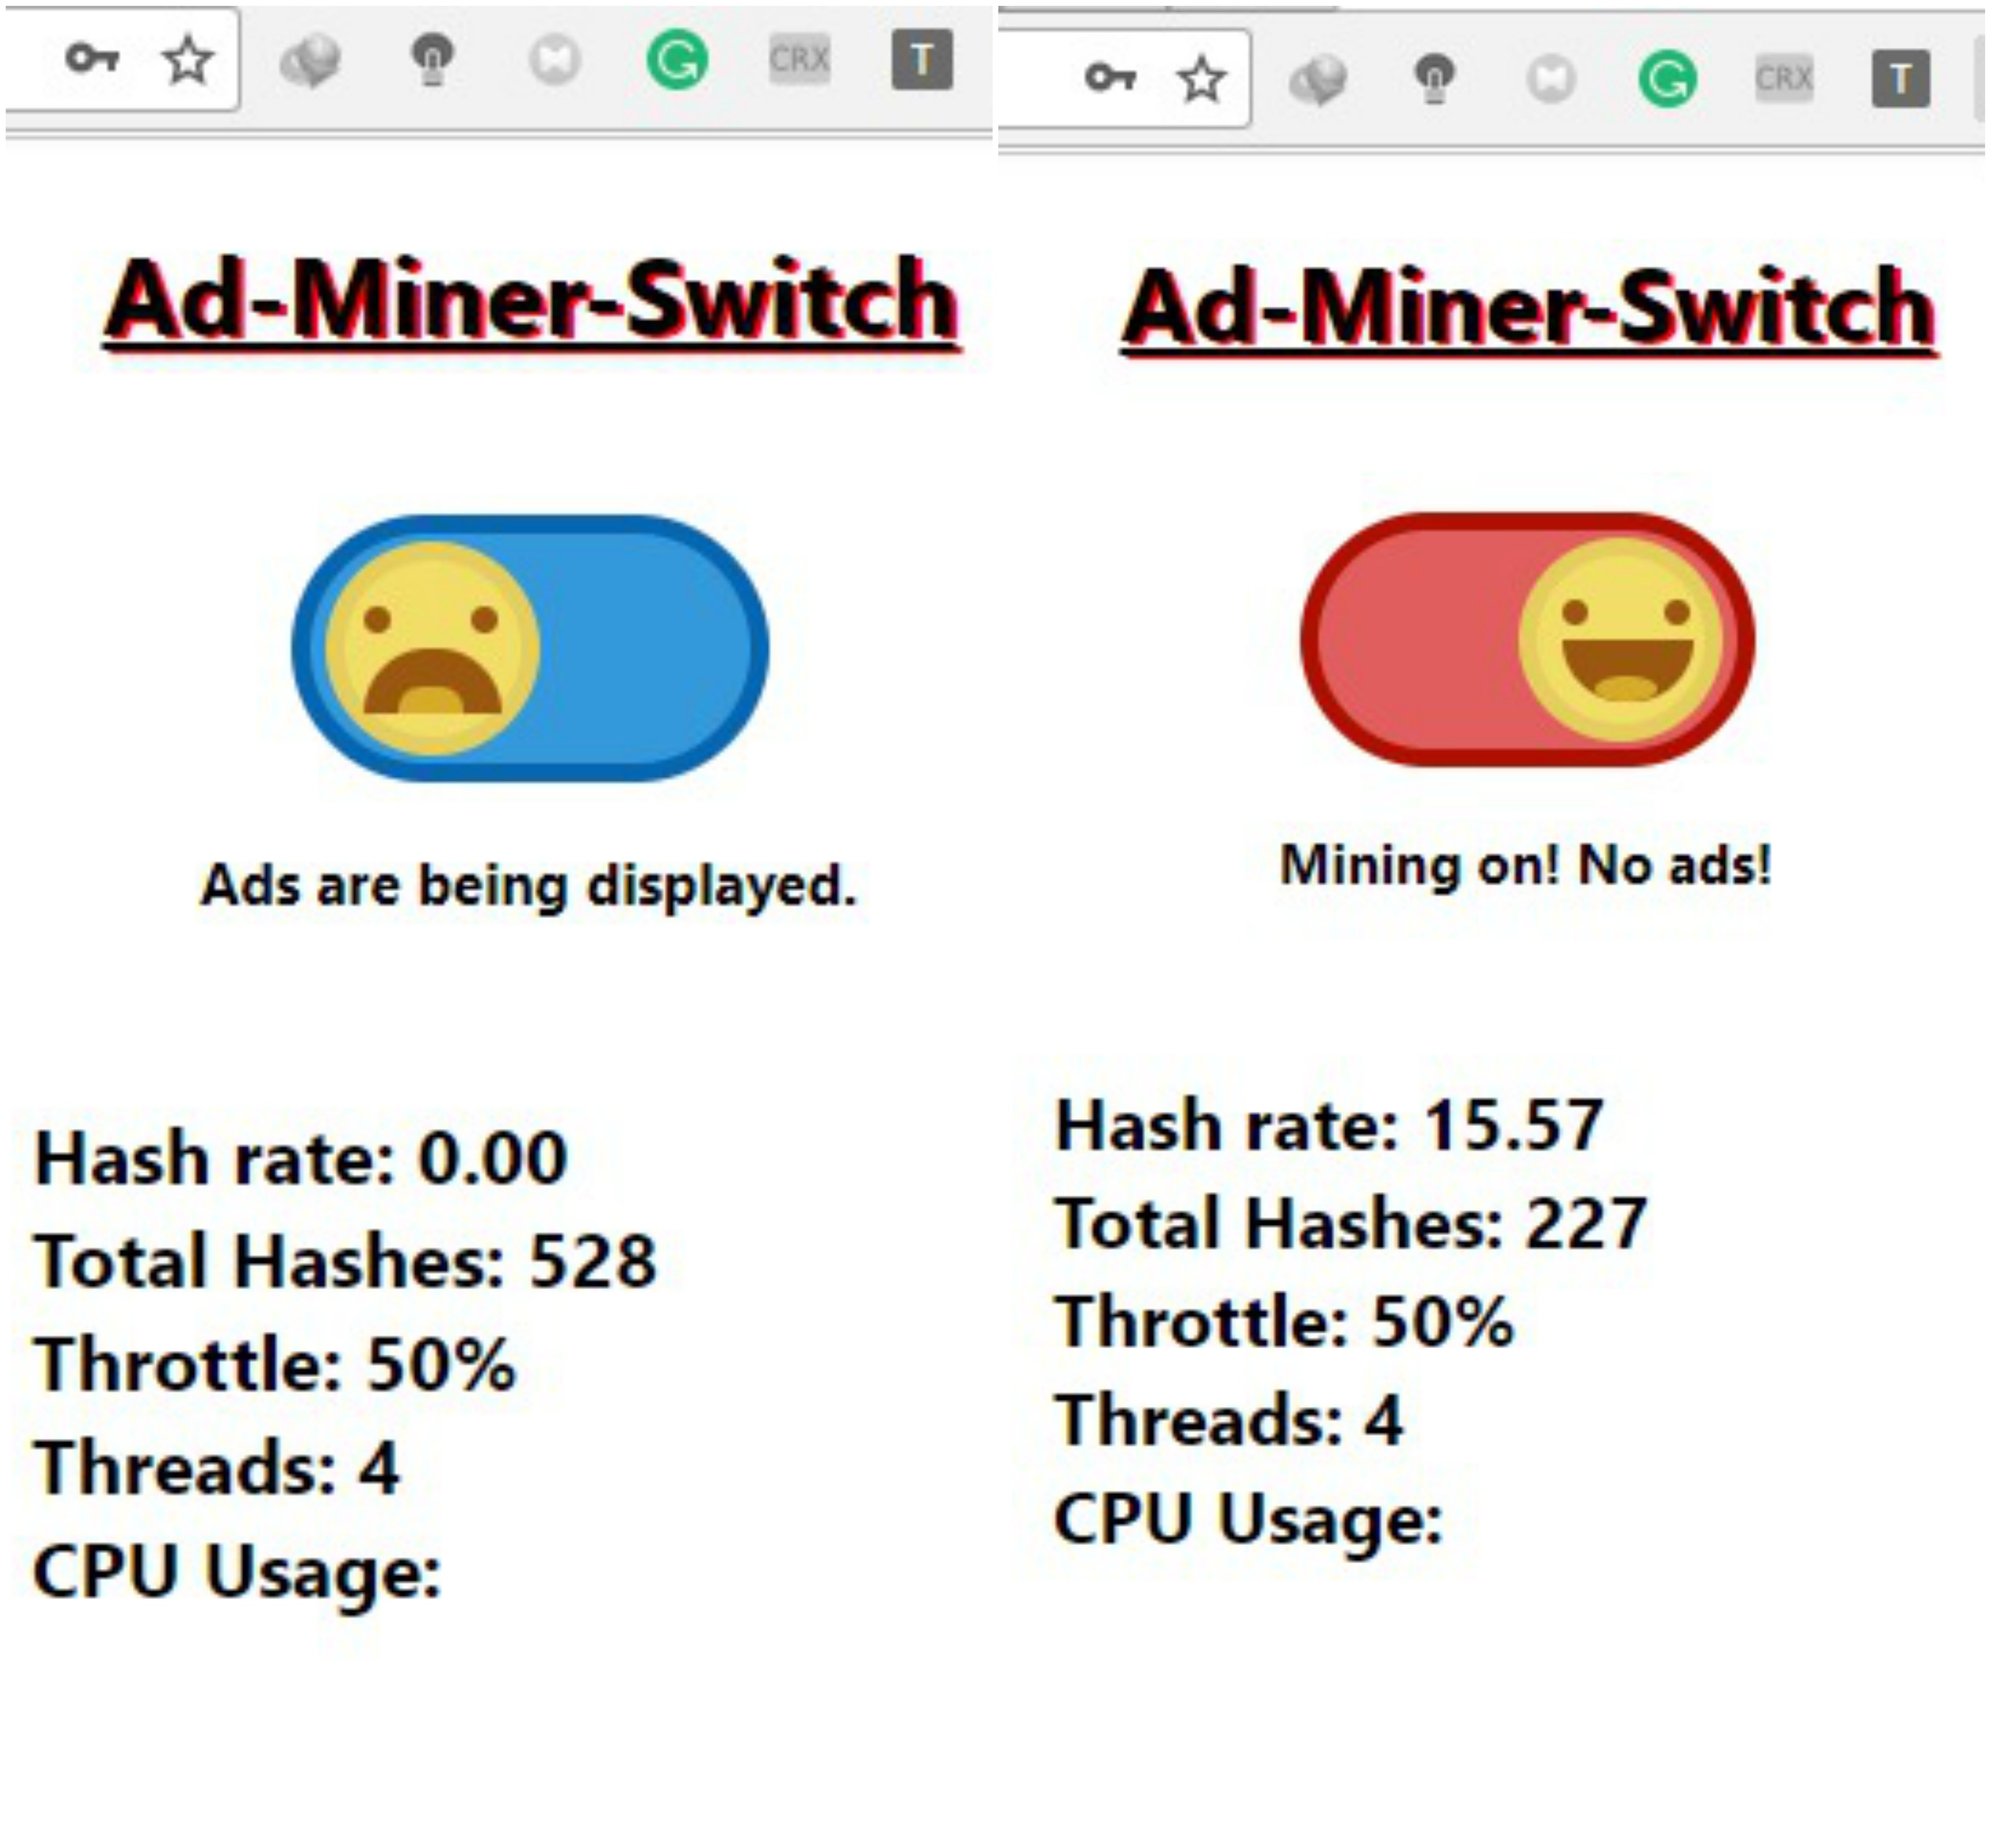 CRX T
Ad-Miner-Switch
Ads are being displayed.
Hash rate: 0.00
Total Hashes: 528
Throttle: 50%
Threads: 4
CPU Usage:
CRX T
Ad-Miner-Switch
Mining on! No ads!
Hash rate: 15.57
Total Hashes: 227
Throttle: 50%
Threads: 4
CPU Usage: